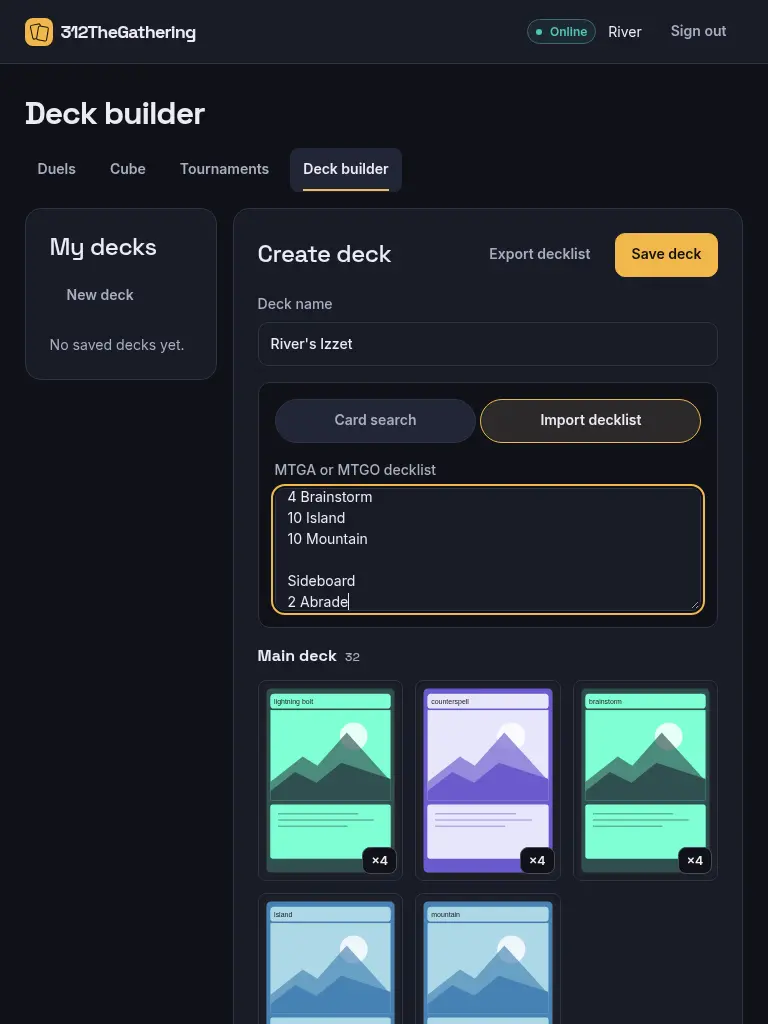 312TheGathering
Online
River
Sign out
Deck builder
Duels
Cube
Tournaments
Deck builder
My decks
New deck
No saved decks yet.
Create deck
Export decklist
Save deck
Deck name
River's Izzet
Card search
Import decklist
MTGA or MTGO decklist
4 Brainstorm
10 Island
10 Mountain
Sideboard
2 Abrade
Main deck 32
lightning bolt
×4
counterspell
×4
brainstorm
×4
island
mountain